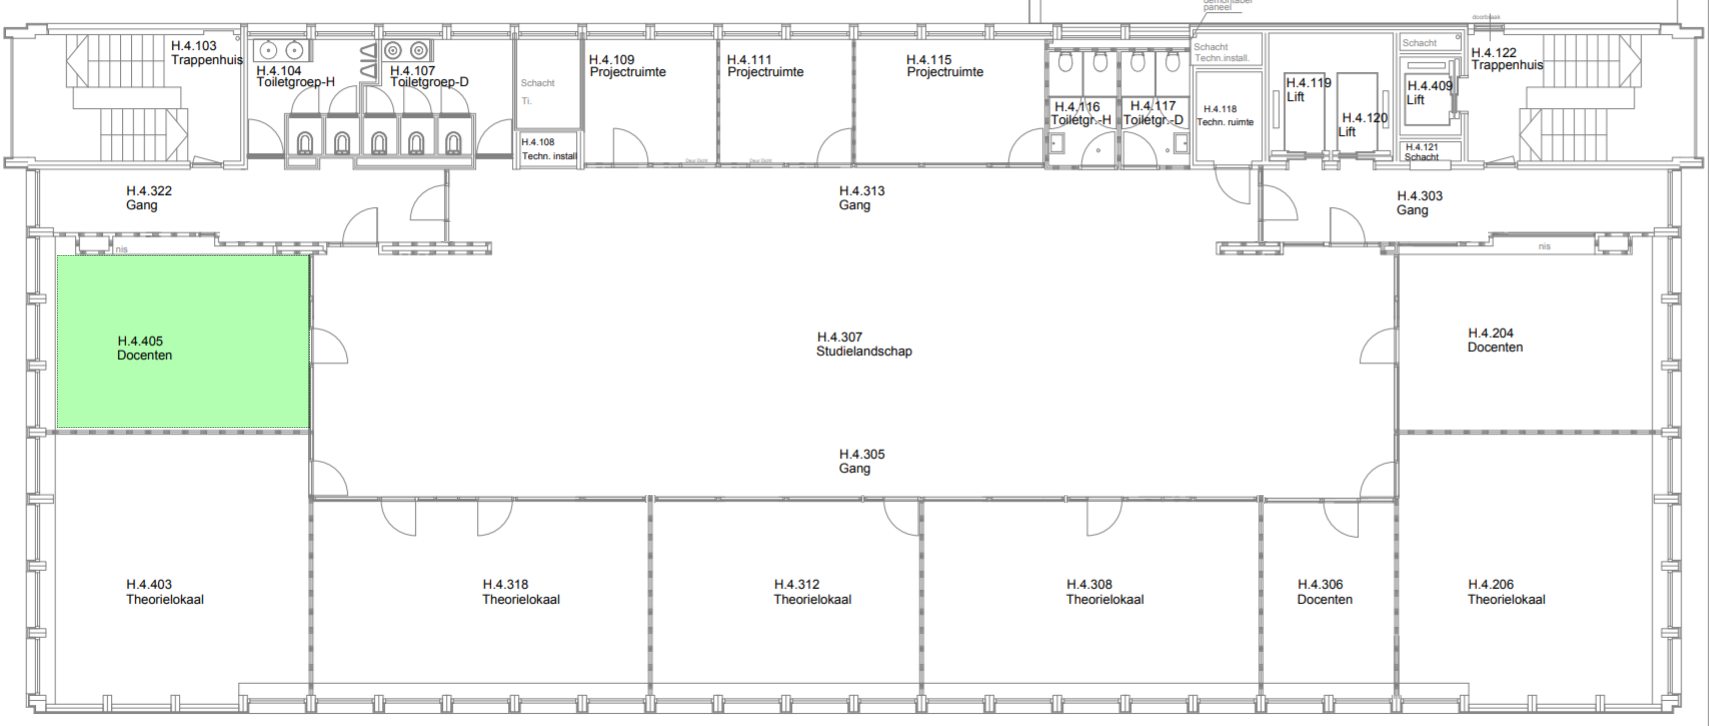 demontabel
paneel
doorbraak
H.4.103
Trappenhuis
H.4.104
Toiletgroep-H
H.4.107
Toiletgroep-D
Schacht
Ti.
H.4.108
Techn. install
H.4.109
Projectruimte
H.4.111
Projectruimte
H.4.115
Projectruimte
H.4.116
Toiletgr.-H
H.4.117
Toiletgr.-D
Schacht
Techn.install.
H.4.118
Techn. ruimte
H.4.119
Lift
H.4.120
Lift
Schacht
H.4.409
Lift
H.4.121
Schacht
H.4.122
Trappenhuis
H.4.322
Gang
H.4.313
Gang
H.4.303
Gang
nis
nis
H.4.405
Docenten
H.4.307
Studielandschap
H.4.204
Docenten
H.4.305
Gang
H.4.403
Theorielokaal
H.4.318
Theorielokaal
H.4.312
Theorielokaal
H.4.308
Theorielokaal
H.4.306
Docenten
H.4.206
Theorielokaal